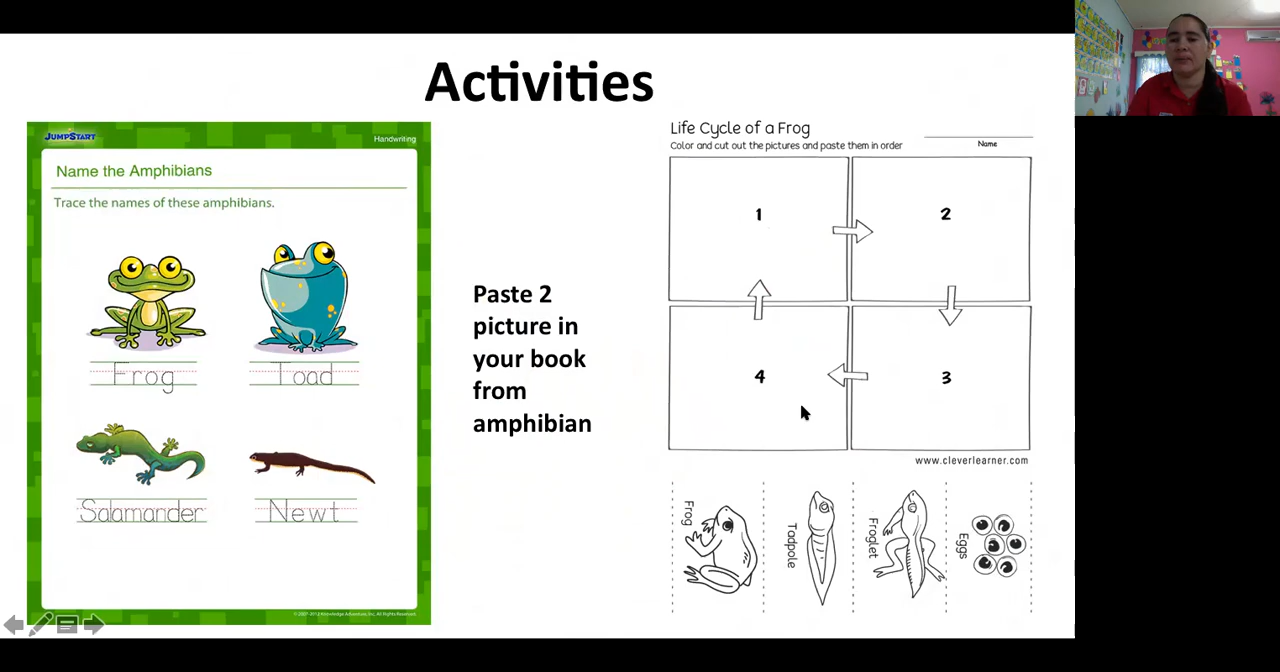 Activities
JUMPSTART
Handwriting
Name the Amphibians
Trace the names of these amphibians.
Frog
Toad
Salamander
Newt
Paste 2
picture in
your book
from
amphibian
Life Cycle of a Frog
Color and cut out the pictures and paste them in order
Name
1
2
4
3
www.cleverlearner.com
Frog
Tadpole
Froglet
Eggs